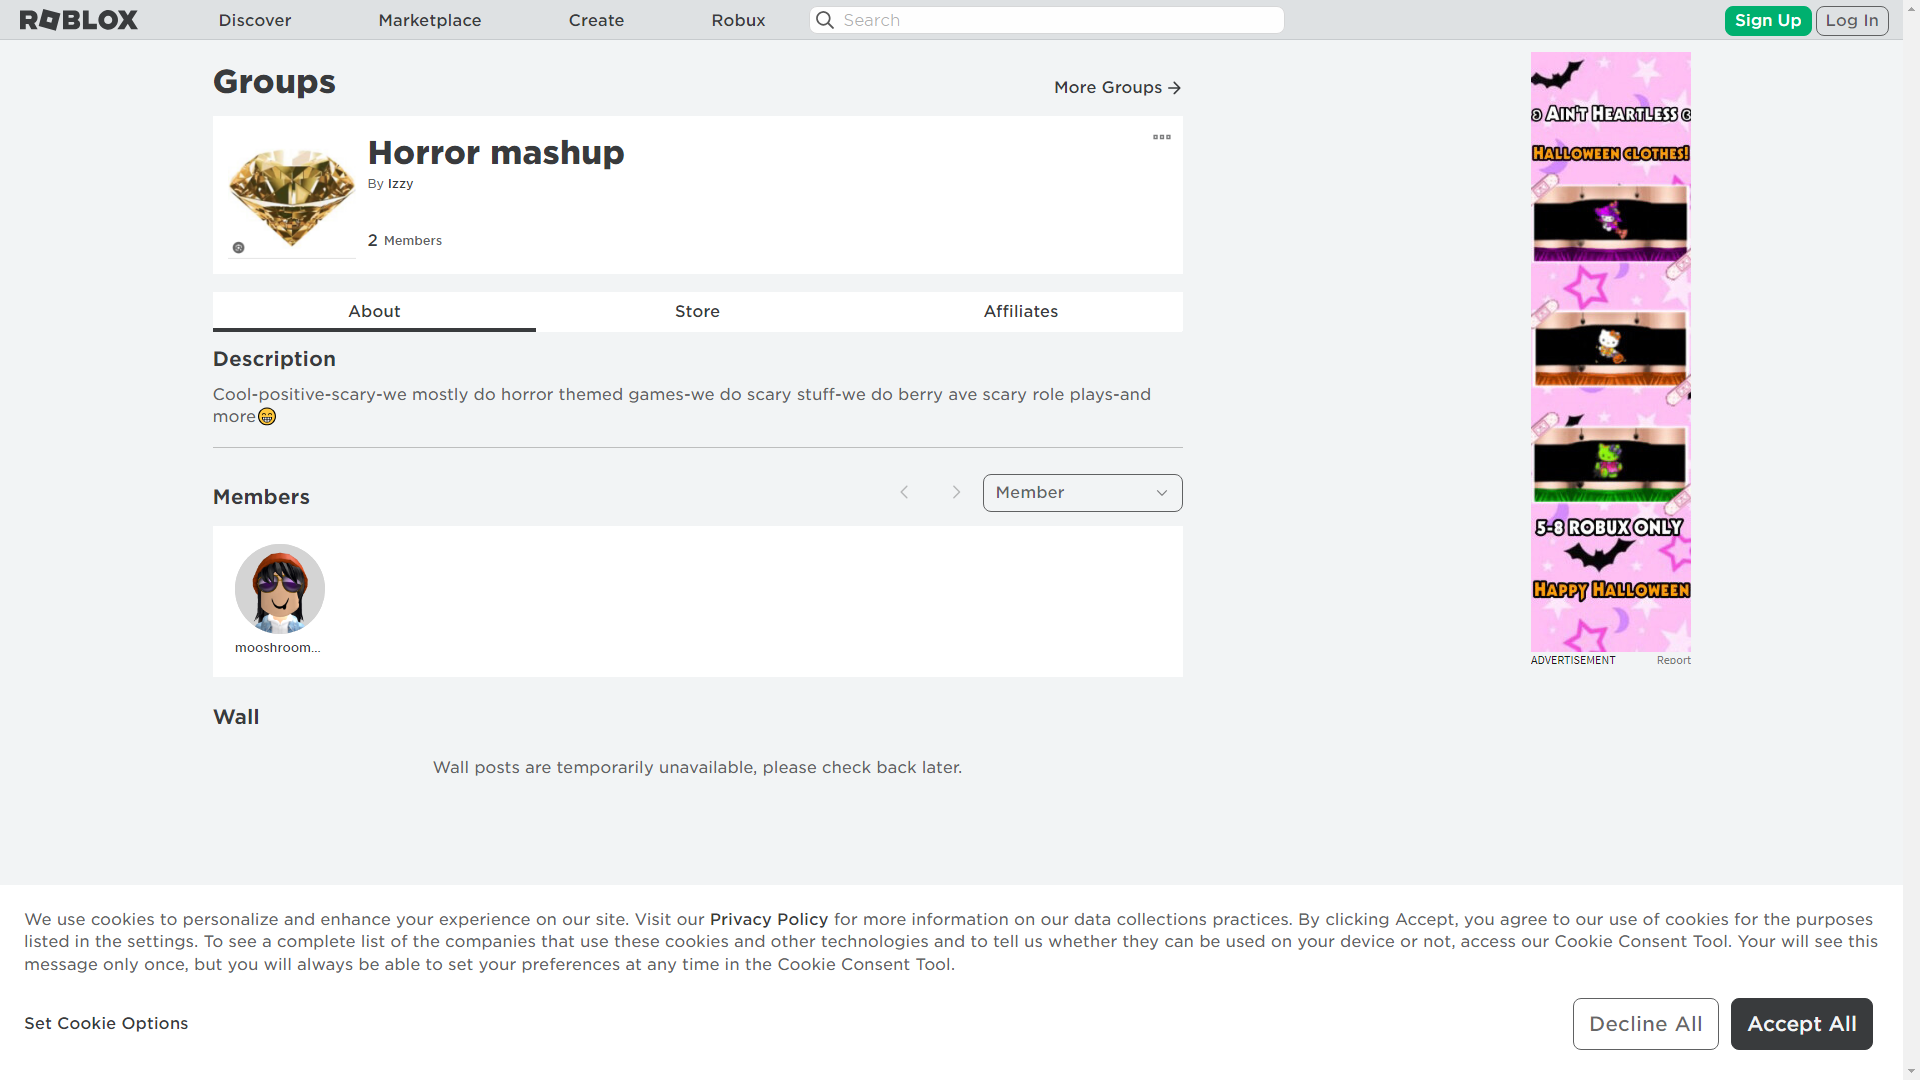 ROBLOX
Discover
Marketplace
Create
Robux
Search
Sign Up
Log In
Groups
More Groups
Horror mashup
By Izzy
2 Members
About
Store
Affiliates
Description
Cool-positive-scary-we mostly do horror themed games-we do scary stuff-we do berry ave scary role plays-and
more😁
Members
Member
mooshroom...
Wall
Wall posts are temporarily unavailable, please check back later.
AIN'T HEARTLESS
HALLOWEEN CLOTHES!
5-8 ROBUX ONLY
HAPPY HALLOWEEN
ADVERTISEMENT
Report
We use cookies to personalize and enhance your experience on our site. Visit our Privacy Policy for more information on our data collections practices. By clicking Accept, you agree to our use of cookies for the purposes
listed in the settings. To see a complete list of the companies that use these cookies and other technologies and to tell us whether they can be used on your device or not, access our Cookie Consent Tool. Your will see this
message only once, but you will always be able to set your preferences at any time in the Cookie Consent Tool.
Set Cookie Options
Decline All
Accept All